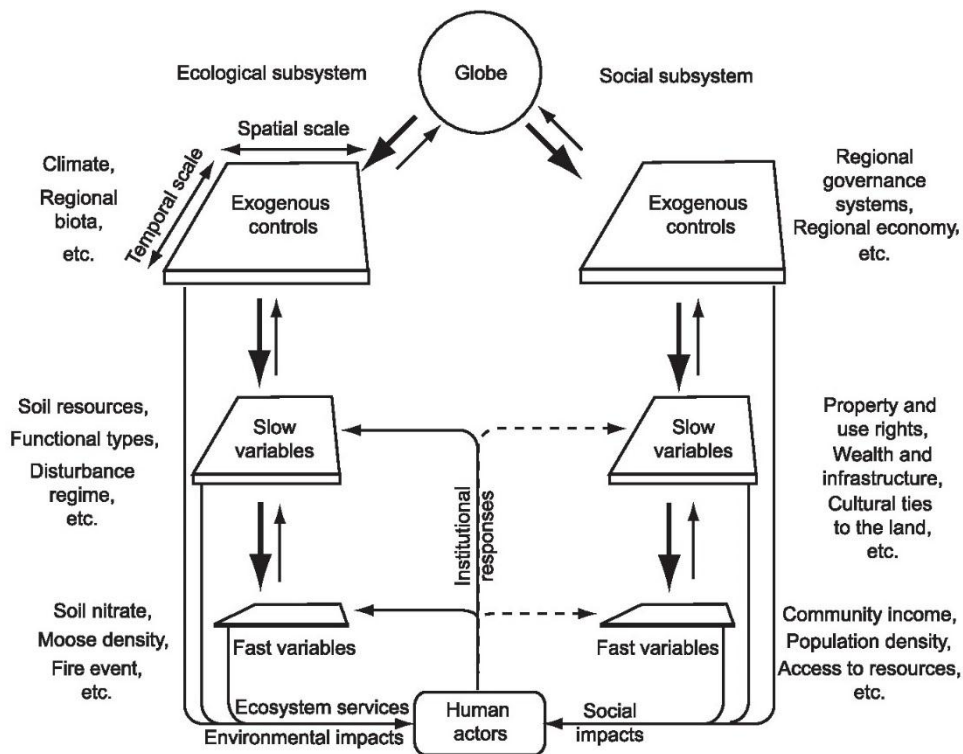 Ecological subsystem
Globe
Social subsystem
Spatial scale
Temporal scale
Climate,
Regional
biota,
etc.
Exogenous
controls
Exogenous
controls
Regional
governance
systems,
Regional economy,
etc.
Soil resources,
Functional types,
Disturbance
regime,
etc.
Slow
variables
Slow
variables
Property and
use rights,
Wealth and
infrastructure,
Cultural ties
to the land,
etc.
Institutional
responses
Soil nitrate,
Moose density,
Fire event,
etc.
Fast variables
Fast variables
Community income,
Population density,
Access to resources,
etc.
Ecosystem services
Environmental impacts
Human
actors
Social
impacts